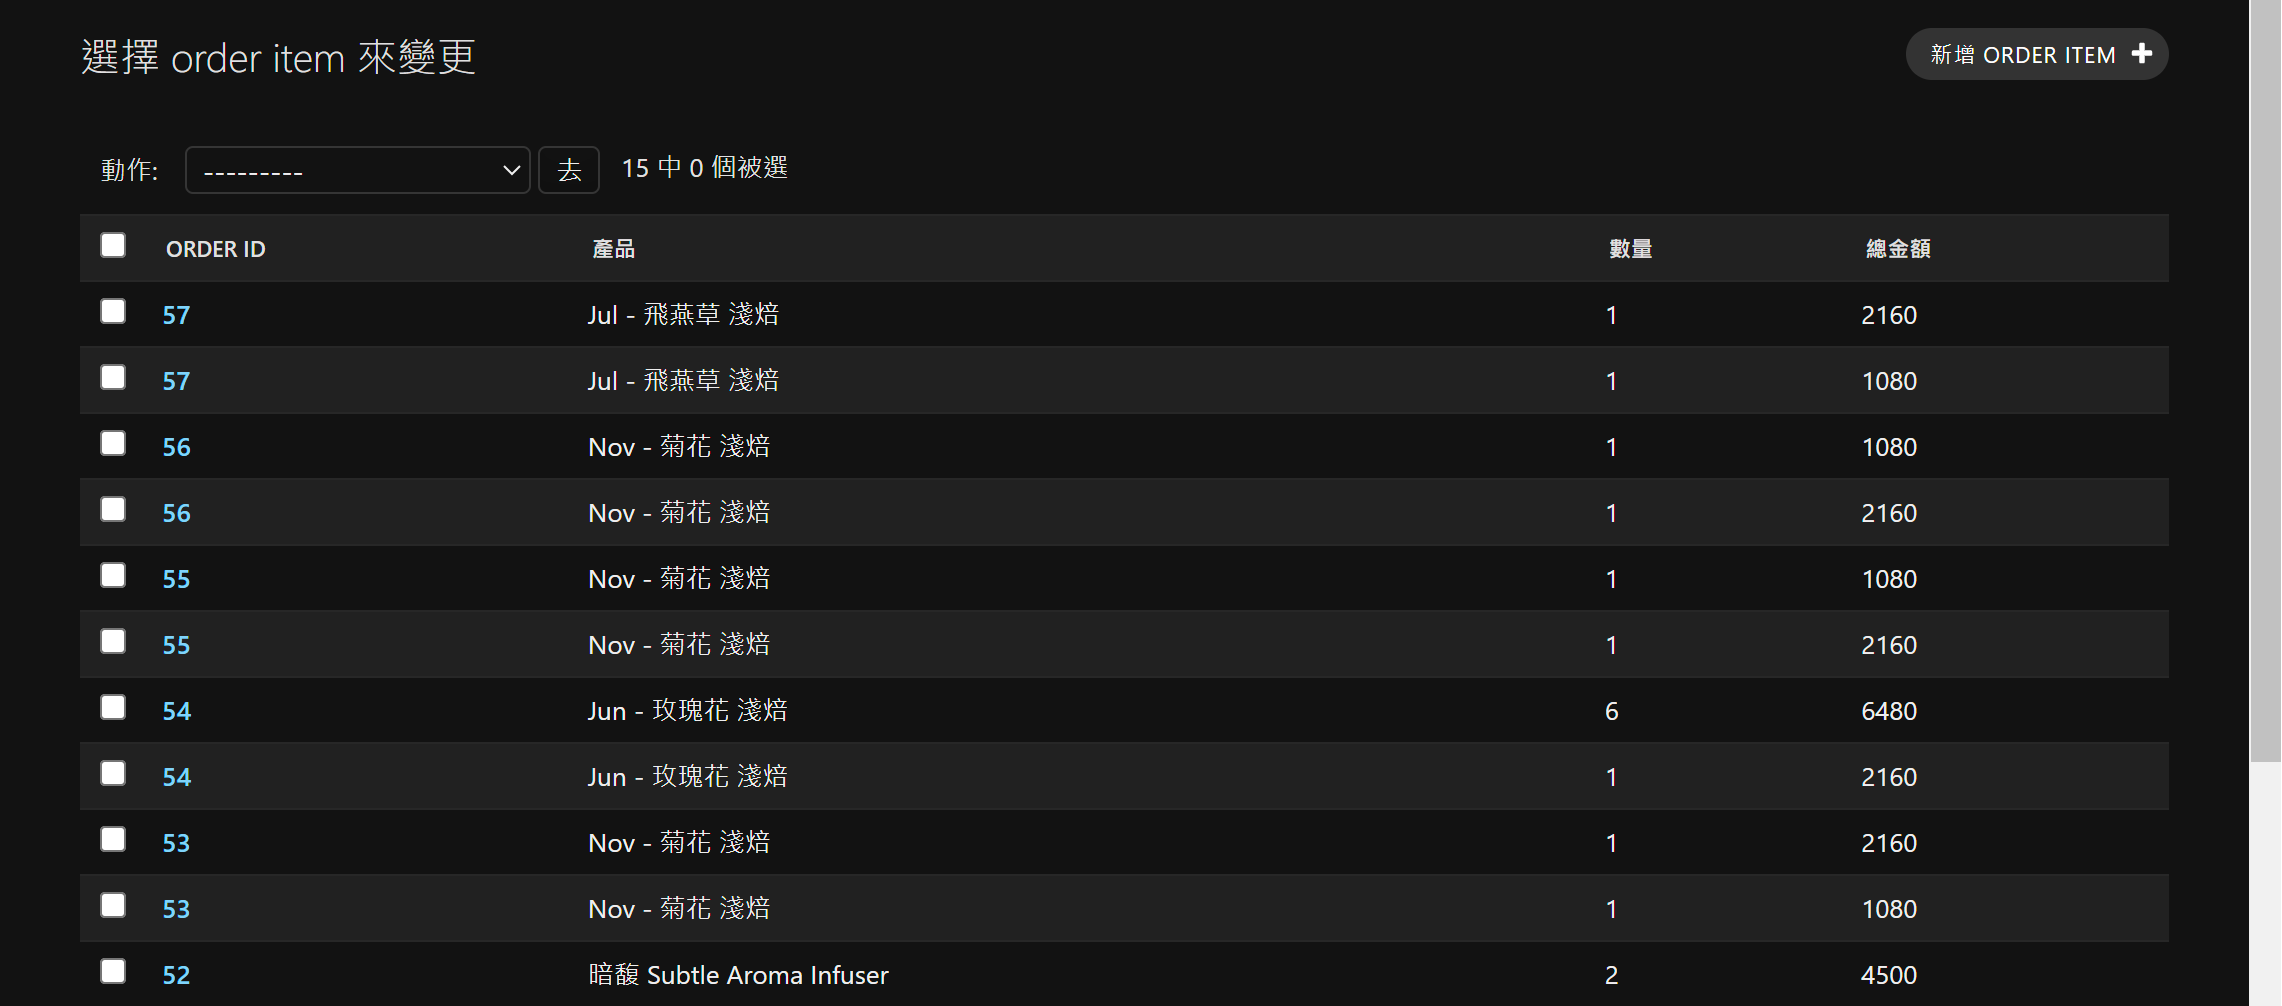 選擇 order item 來變更
新增 ORDER ITEM
動作: --------- 去 15 中 0 個被選
ORDER ID 產品 數量 總金額
57 Jul - 飛燕草 淺焙 1 2160
57 Jul - 飛燕草 淺焙 1 1080
56 Nov - 菊花 淺焙 1 1080
56 Nov - 菊花 淺焙 1 2160
55 Nov - 菊花 淺焙 1 1080
55 Nov - 菊花 淺焙 1 2160
54 Jun - 玫瑰花 淺焙 6 6480
54 Jun - 玫瑰花 淺焙 1 2160
53 Nov - 菊花 淺焙 1 2160
53 Nov - 菊花 淺焙 1 1080
52 暗馥 Subtle Aroma Infuser 2 4500